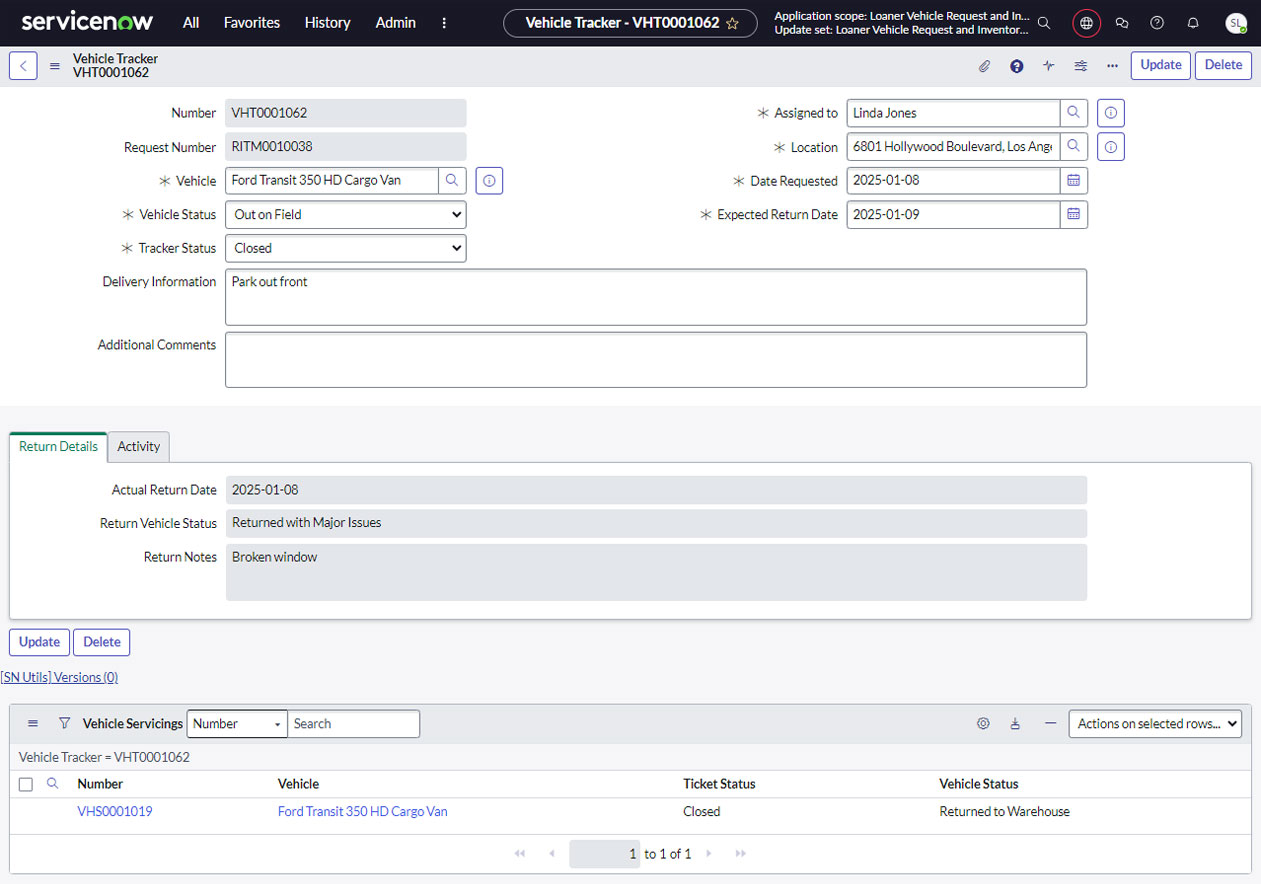 servicenow All Favorites History Admin Vehicle Tracker - VHT0001062 Application scope: Loaner Vehicle Request and In... SL
Update set: Loaner Vehicle Request and Inventor...
Vehicle Tracker
VHT0001062
Update Delete
Number VHT0001062 Assigned to Linda Jones
Request Number RITM0010038 Location 6801 Hollywood Boulevard, Los Ange
Vehicle Ford Transit 350 HD Cargo Van Date Requested 2025-01-08
Vehicle Status Out on Field Expected Return Date 2025-01-09
Tracker Status Closed
Delivery Information Park out front
Additional Comments
Return Details Activity
Actual Return Date 2025-01-08
Return Vehicle Status Returned with Major Issues
Return Notes Broken window
Update Delete
[SN Utils] Versions (0)
Vehicle Servicings Number Search Actions on selected rows...
Vehicle Tracker = VHT0001062
Number Vehicle Ticket Status Vehicle Status
VHS0001019 Ford Transit 350 HD Cargo Van Closed Returned to Warehouse
1 to 1 of 1